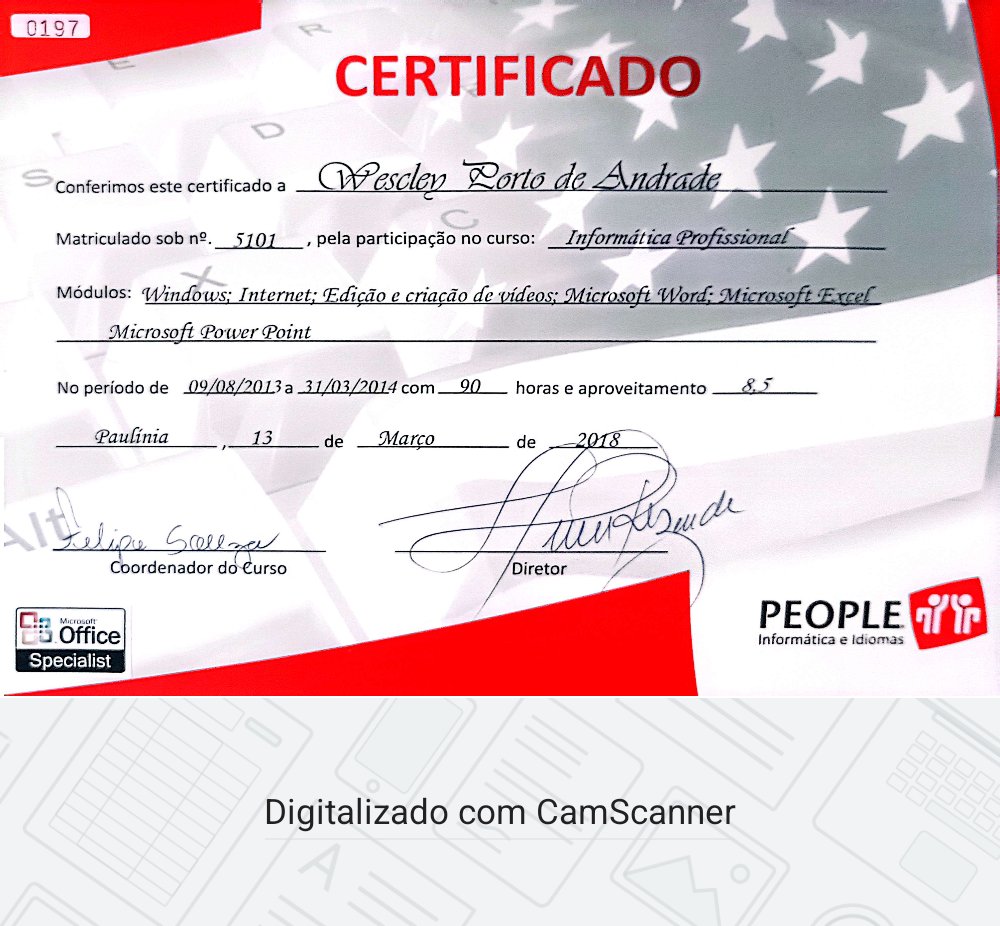 0197
CERTIFICADO
Conferimos este certificado a Wescley Porto de Andrade
Matriculado sob nº. 5101 , pela participação no curso: Informática Profissional
Módulos: Windows; Internet; Edição e criação de vídeos; Microsoft Word; Microsoft Excel
Microsoft Power Point
No período de 09/08/2013 a 31/03/2014 com 90 horas e aproveitamento 8,5
Paulínia , 13 de Março de 2018
Felipe Souza
Rezende
Coordenador do Curso
Diretor
Microsoft
Office
Specialist
PEOPLE
Informática e Idiomas
E
R
D
S
C
X
Alt
Digitalizado com CamScanner